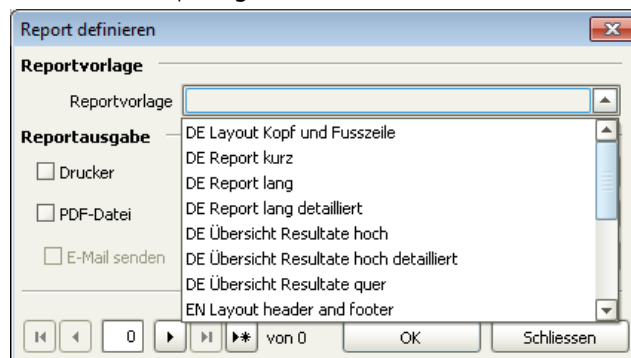 Report definieren
Reportvorlage
Reportvorlage
Reportausgabe
DE Layout Kopf und Fusszeile
DE Report kurz
Drucker
DE Report lang
DE Report lang detailliert
PDF-Datei
DE Übersicht Resultate hoch
E-Mail senden
DE Übersicht Resultate hoch detailliert
DE Übersicht Resultate quer
EN Layout header and footer
0 von 0 OK Schliessen